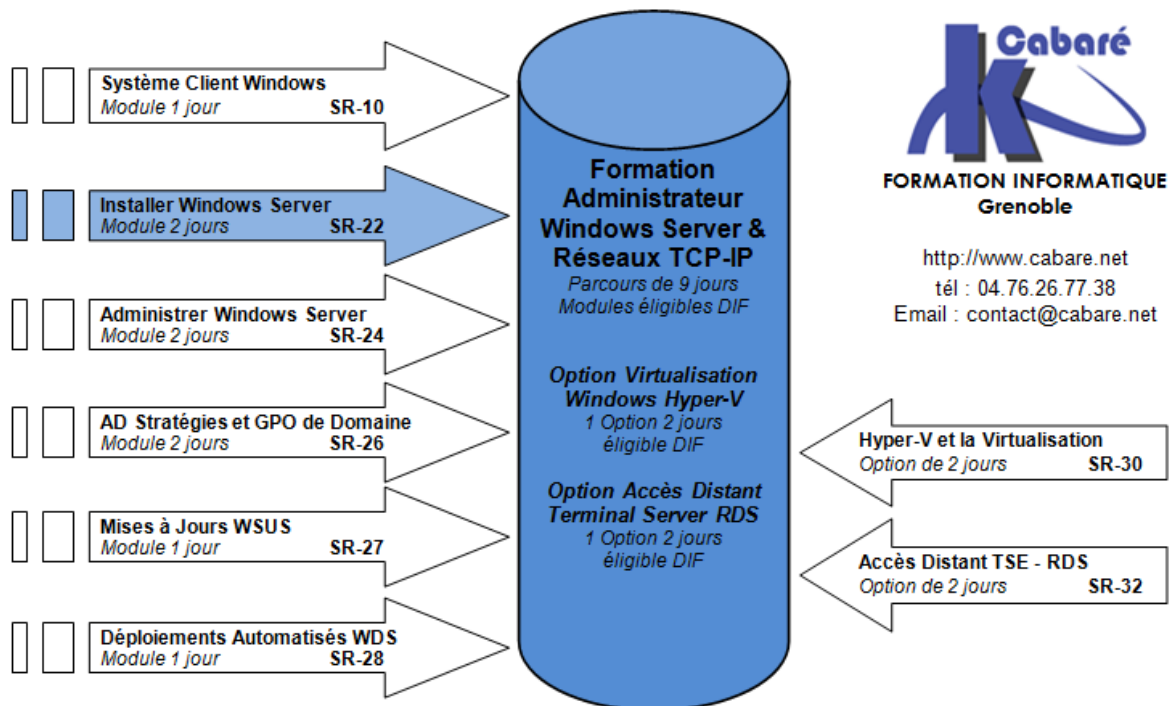 Système Client Windows
Module 1 jour SR-10
Installer Windows Server
Module 2 jours SR-22
Administrer Windows Server
Module 2 jours SR-24
AD Stratégies et GPO de Domaine
Module 2 jours SR-26
Mises à Jours WSUS
Module 1 jour SR-27
Déploiements Automatisés WDS
Module 1 jour SR-28
Formation
Administrateur
Windows Server &
Réseaux TCP-IP
Parcours de 9 jours
Modules éligibles DIF
Option Virtualisation
Windows Hyper-V
1 Option 2 jours
éligible DIF
Option Accès Distant
Terminal Server RDS
1 Option 2 jours
éligible DIF
Cabaré
FORMATION INFORMATIQUE
Grenoble
http://www.cabare.net
tél : 04.76.26.77.38
Email : contact@cabare.net
Hyper-V et la Virtualisation
Option de 2 jours SR-30
Accès Distant TSE - RDS
Option de 2 jours SR-32